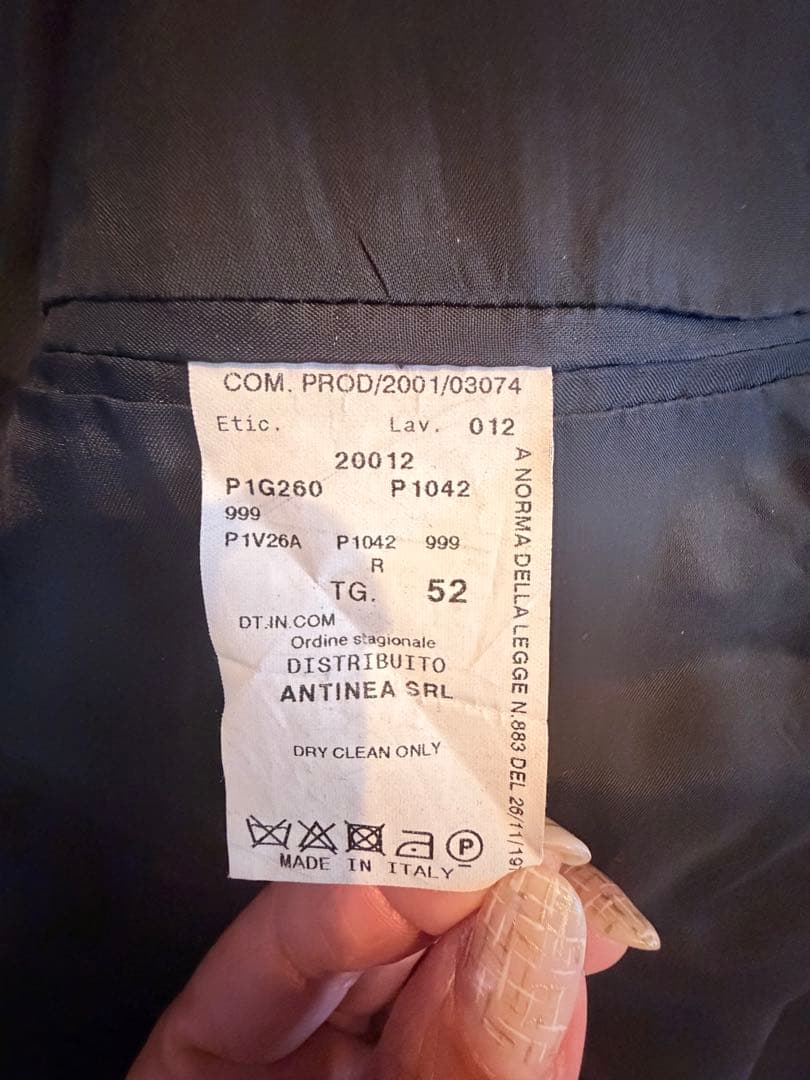 COM. PROD/2001/03074
Etic. Lav. 012
20012
P1G260 P1042
999
P1V26A P1042 999
R
TG. 52
DT.IN.COM
Ordine stagionale
DISTRIBUITO
ANTINEA SRL
DRY CLEAN ONLY
P
MADE IN ITALY
A NORMA DELLA LEGGE N.883 DEL 26/11/19